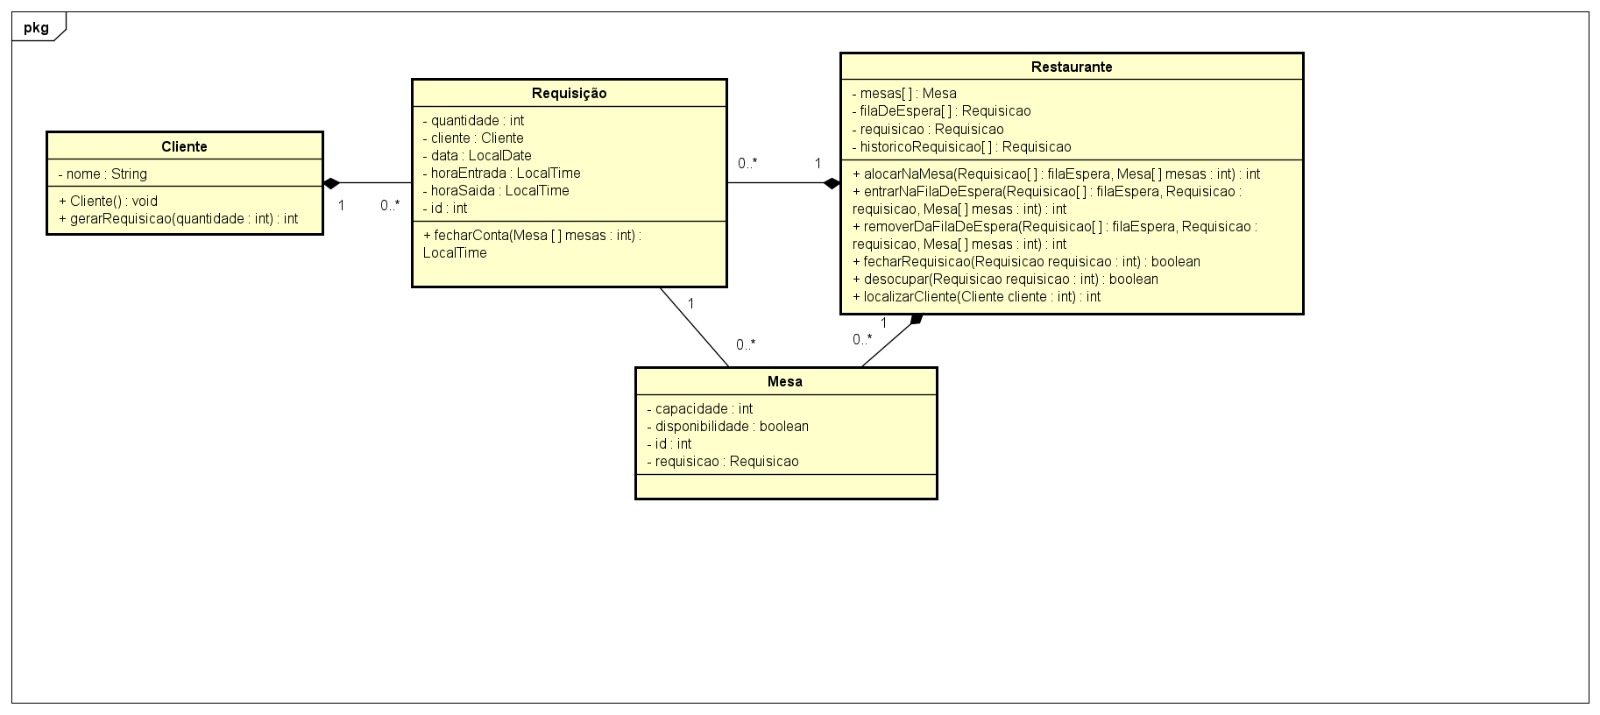 pkg
Cliente
- nome : String
+ Cliente() : void
+ gerarRequisicao(quantidade : int) : int
1
0..*
Requisição
- quantidade : int
- cliente : Cliente
- data : LocalDate
- horaEntrada : LocalTime
- horaSaida : LocalTime
- id : int
+ fecharConta(Mesa [ ] mesas : int) :
LocalTime
0..*
1
Restaurante
- mesas[ ] : Mesa
- filaDeEspera[ ] : Requisicao
- requisicao : Requisicao
- historicoRequisicao[ ] : Requisicao
+ alocarNaMesa(Requisicao[ ] : filaEspera, Mesa[ ] mesas : int) : int
+ entrarNaFilaDeEspera(Requisicao[ ] : filaEspera, Requisicao :
requisicao, Mesa[ ] mesas : int) : int
+ removerDaFilaDeEspera(Requisicao[ ] : filaEspera, Requisicao :
requisicao, Mesa[ ] mesas : int) : int
+ fecharRequisicao(Requisicao requisicao : int) : boolean
+ desocupar(Requisicao requisicao : int) : boolean
+ localizarCliente(Cliente cliente : int) : int
1
0..*
1
0..*
Mesa
- capacidade : int
- disponibilidade : boolean
- id : int
- requisicao : Requisicao